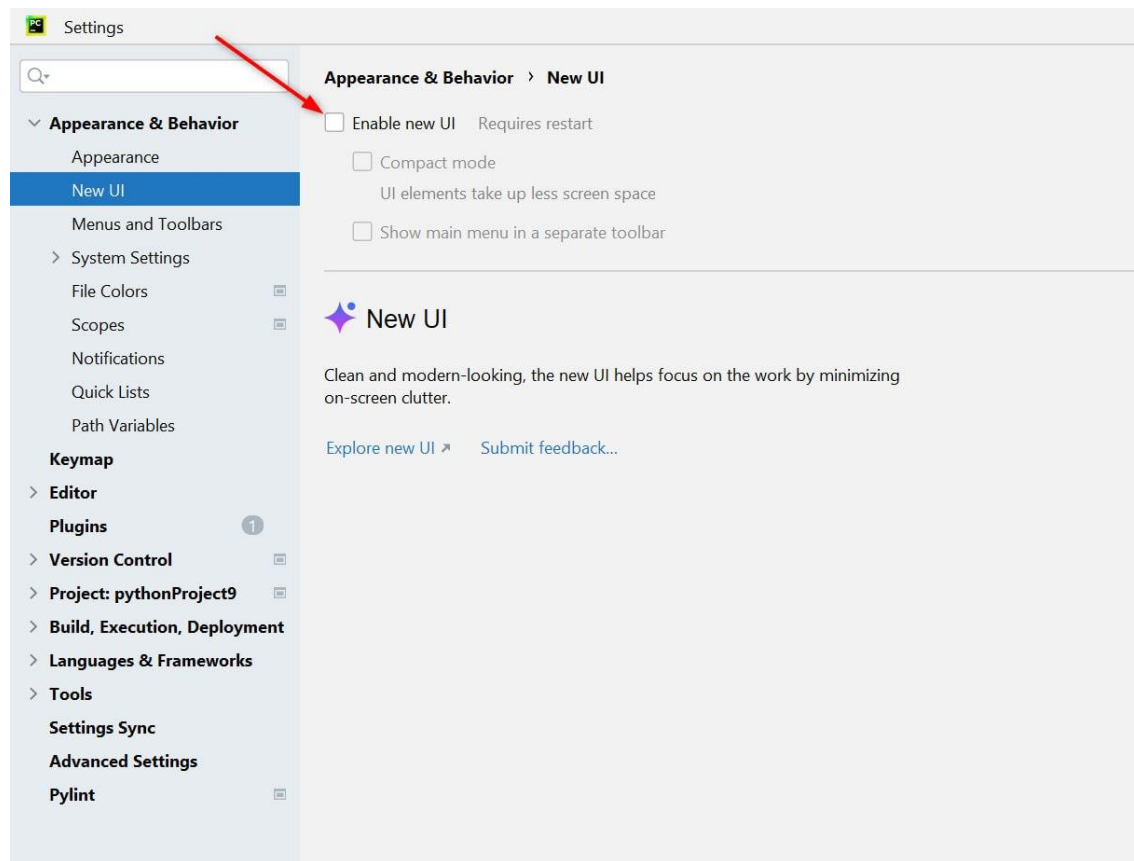 PC
Settings
Appearance & Behavior
Appearance
New UI
Menus and Toolbars
System Settings
File Colors
Scopes
Notifications
Quick Lists
Path Variables
Keymap
Editor
Plugins 1
Version Control
Project: pythonProject9
Build, Execution, Deployment
Languages & Frameworks
Tools
Settings Sync
Advanced Settings
Pylint
Appearance & Behavior › New UI
Enable new UI Requires restart
Compact mode
UI elements take up less screen space
Show main menu in a separate toolbar
New UI
Clean and modern-looking, the new UI helps focus on the work by minimizing
on-screen clutter.
Explore new UI ↗ Submit feedback...